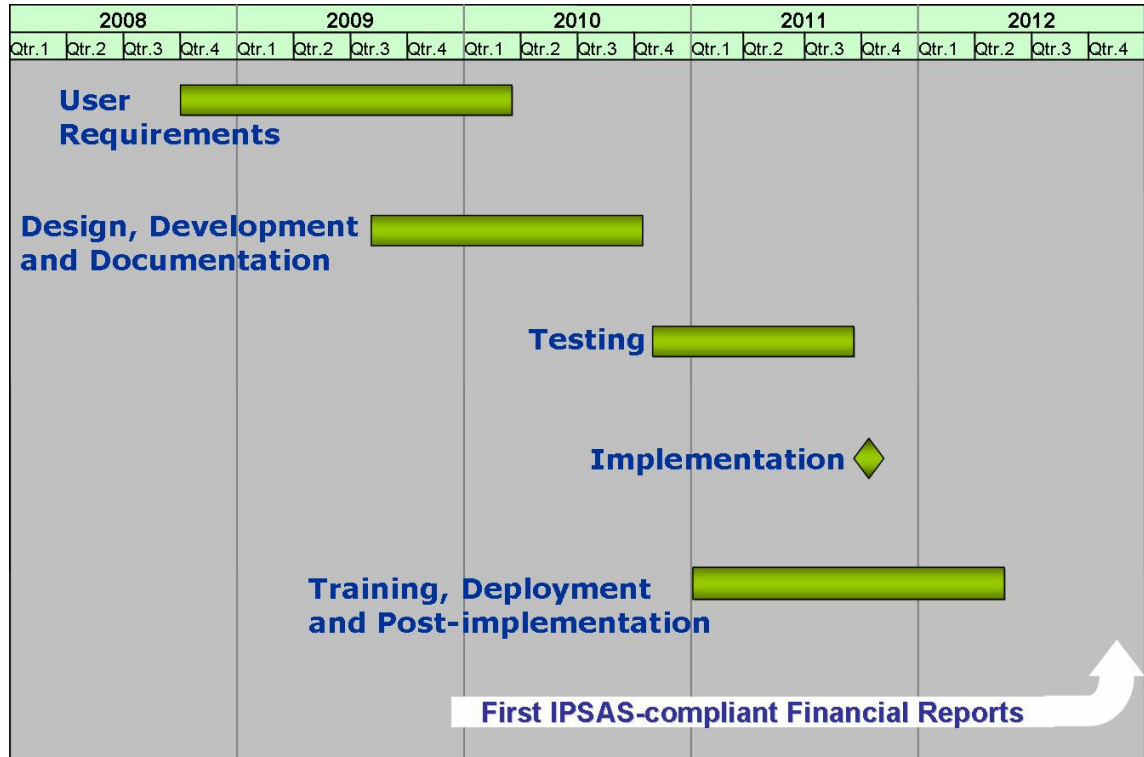 2008 2009 2010 2011 2012
Qtr.1 Qtr.2 Qtr.3 Qtr.4 Qtr.1 Qtr.2 Qtr.3 Qtr.4 Qtr.1 Qtr.2 Qtr.3 Qtr.4 Qtr.1 Qtr.2 Qtr.3 Qtr.4 Qtr.1 Qtr.2 Qtr.3 Qtr.4
User
Requirements
Design, Development
and Documentation
Testing
Implementation
Training, Deployment
and Post-implementation
First IPSAS-compliant Financial Reports